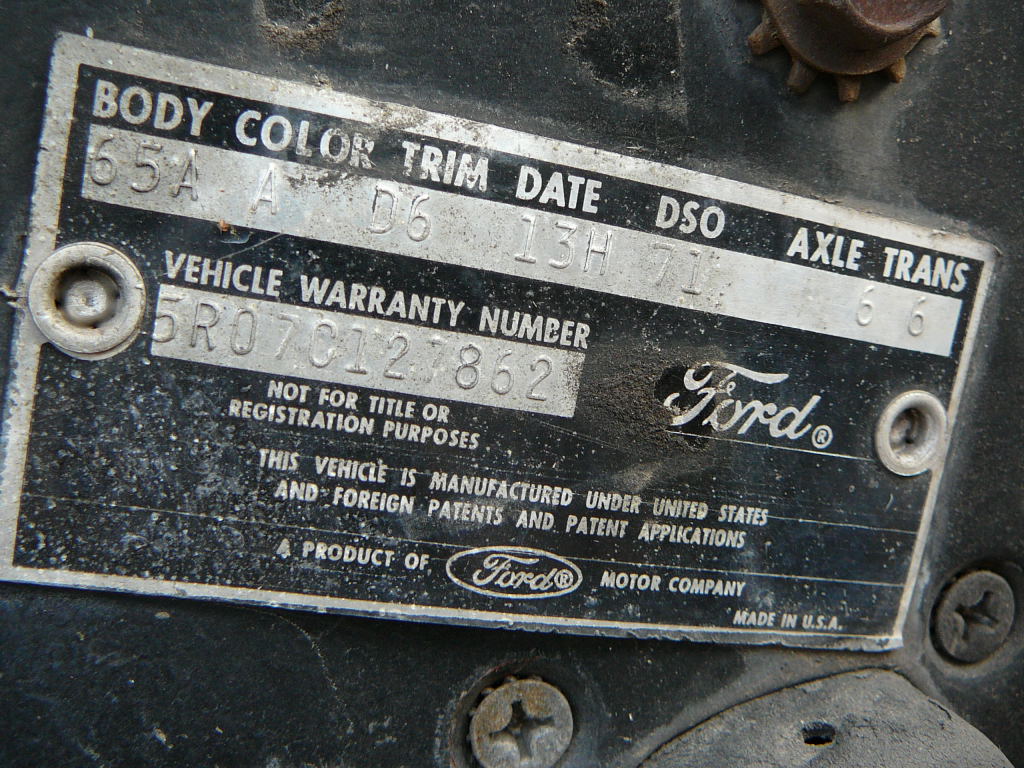 BODY COLOR TRIM DATE DSO AXLE TRANS
65A A D6 13H 71 6 6
VEHICLE WARRANTY NUMBER
5R07C127862
Ford®
NOT FOR TITLE OR
REGISTRATION PURPOSES
THIS VEHICLE IS MANUFACTURED UNDER UNITED STATES
AND FOREIGN PATENTS AND PATENT APPLICATIONS
A PRODUCT OF Ford® MOTOR COMPANY
MADE IN U.S.A.